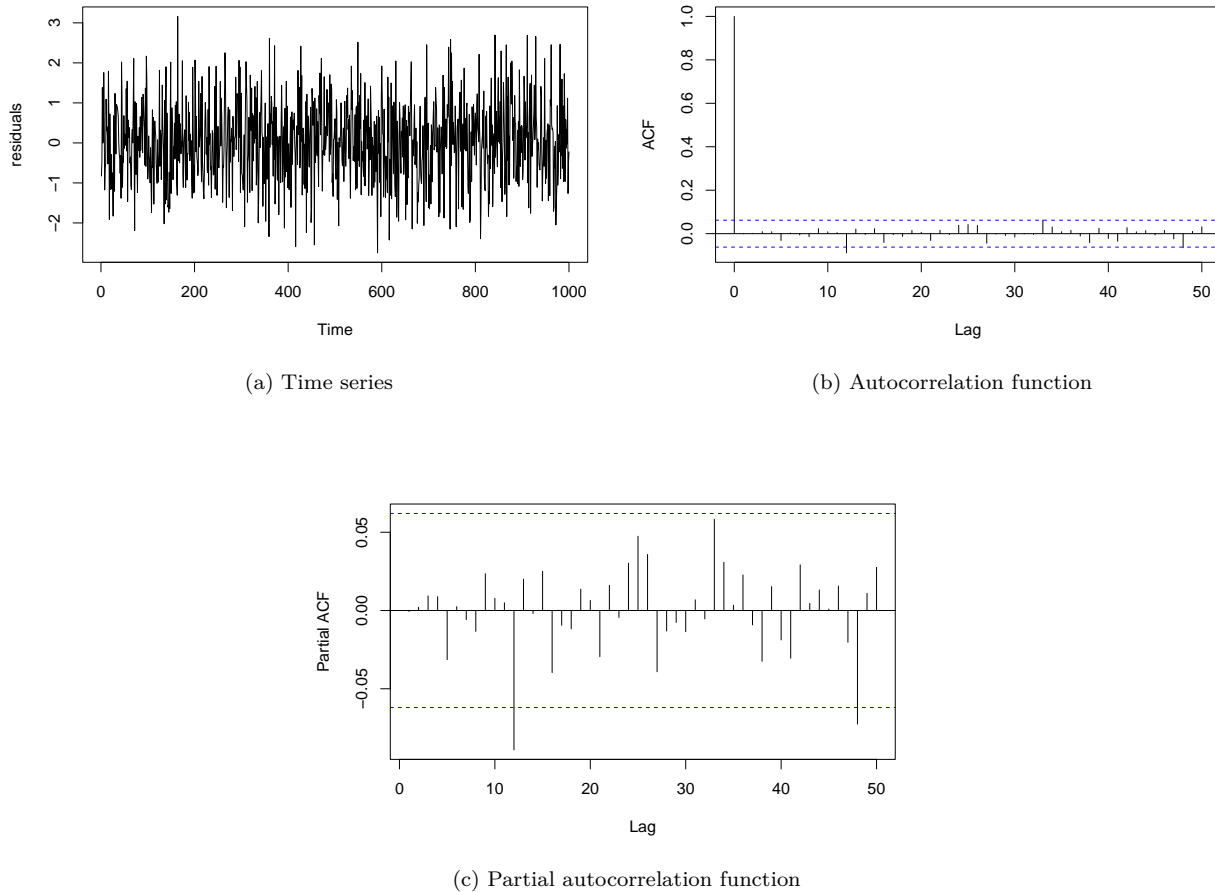 residuals
3
2
1
0
−1
−2
0 200 400 600 800 1000
Time
(a) Time series
ACF
1.0
0.8
0.6
0.4
0.2
0.0
0 10 20 30 40 50
Lag
(b) Autocorrelation function
Partial ACF
0.05
0.00
−0.05
0 10 20 30 40 50
Lag
(c) Partial autocorrelation function